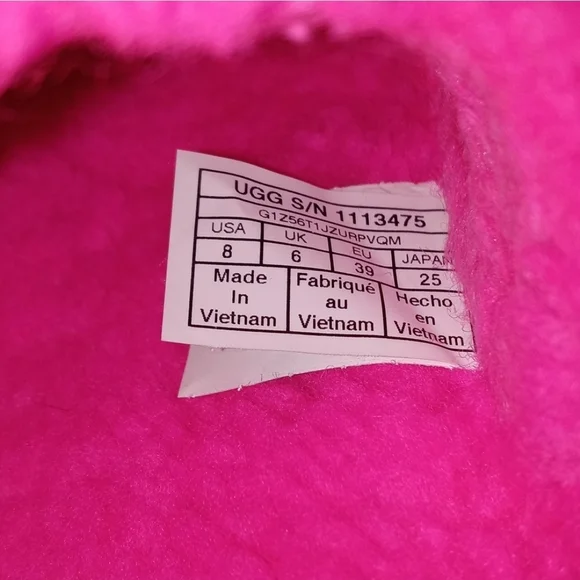 UGG S/N 1113475
G1Z56T1JZURPVQM
USA UK EU JAPAN
8 6 39 25
Made Fabriqué Hecho
In au en
Vietnam Vietnam Vietnam